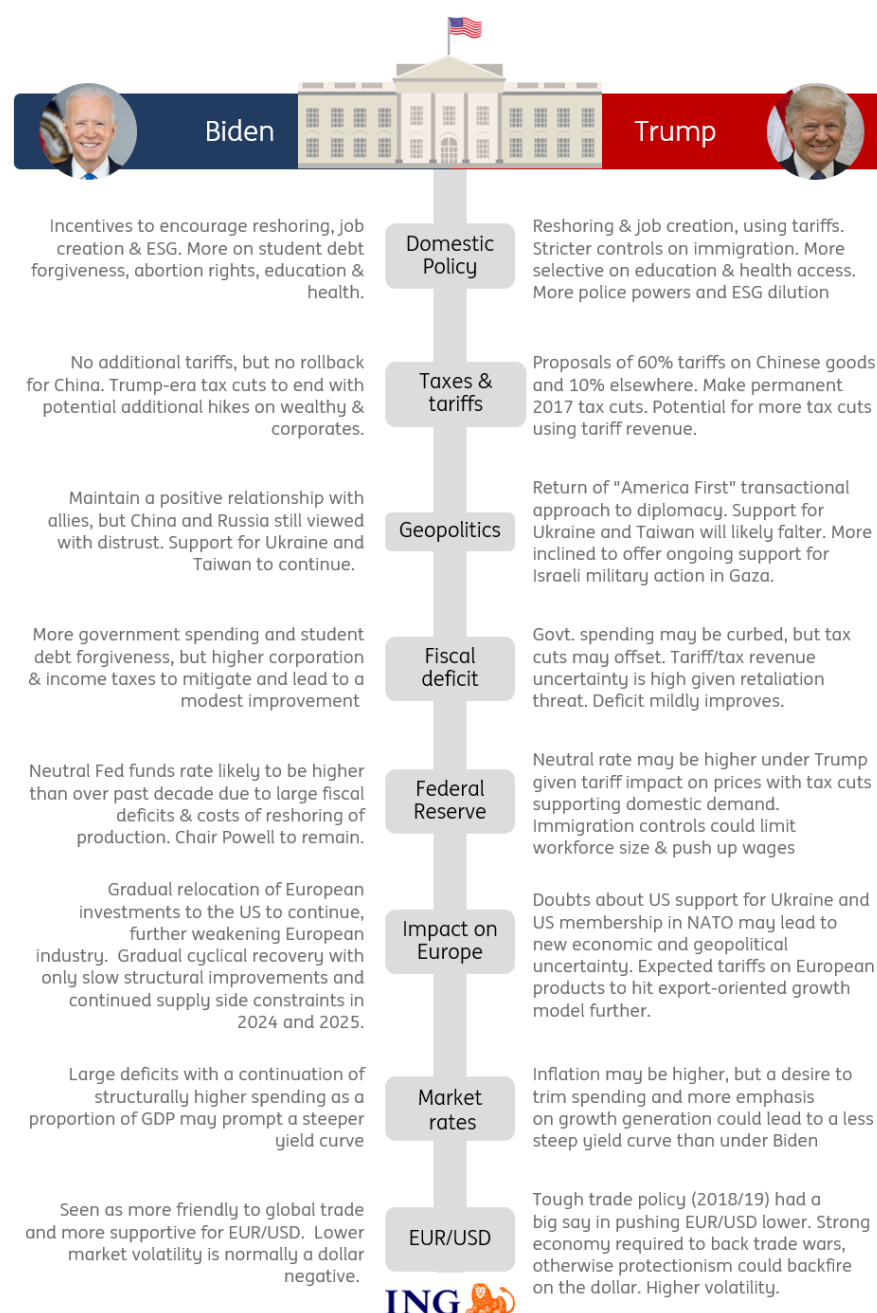 Biden
Trump
Incentives to encourage reshoring, job
creation & ESG. More on student debt
forgiveness, abortion rights, education &
health.
Domestic
Policy
Reshoring & job creation, using tariffs.
Stricter controls on immigration. More
selective on education & health access.
More police powers and ESG dilution
No additional tariffs, but no rollback
for China. Trump-era tax cuts to end with
potential additional hikes on wealthy &
corporates.
Taxes &
tariffs
Proposals of 60% tariffs on Chinese goods
and 10% elsewhere. Make permanent
2017 tax cuts. Potential for more tax cuts
using tariff revenue.
Maintain a positive relationship with
allies, but China and Russia still viewed
with distrust. Support for Ukraine and
Taiwan to continue.
Geopolitics
Return of "America First" transactional
approach to diplomacy. Support for
Ukraine and Taiwan will likely falter. More
inclined to offer ongoing support for
Israeli military action in Gaza.
More government spending and student
debt forgiveness, but higher corporation
& income taxes to mitigate and lead to a
modest improvement
Fiscal
deficit
Govt. spending may be curbed, but tax
cuts may offset. Tariff/tax revenue
uncertainty is high given retaliation
threat. Deficit mildly improves.
Neutral Fed funds rate likely to be higher
than over past decade due to large fiscal
deficits & costs of reshoring of
production. Chair Powell to remain.
Federal
Reserve
Neutral rate may be higher under Trump
given tariff impact on prices with tax cuts
supporting domestic demand.
Immigration controls could limit
workforce size & push up wages
Gradual relocation of European
investments to the US to continue,
further weakening European
industry. Gradual cyclical recovery with
only slow structural improvements and
continued supply side constraints in
2024 and 2025.
Impact on
Europe
Doubts about US support for Ukraine and
US membership in NATO may lead to
new economic and geopolitical
uncertainty. Expected tariffs on European
products to hit export-oriented growth
model further.
Large deficits with a continuation of
structurally higher spending as a
proportion of GDP may prompt a steeper
yield curve
Market
rates
Inflation may be higher, but a desire to
trim spending and more emphasis
on growth generation could lead to a less
steep yield curve than under Biden
Seen as more friendly to global trade
and more supportive for EUR/USD. Lower
market volatility is normally a dollar
negative.
EUR/USD
Tough trade policy (2018/19) had a
big say in pushing EUR/USD lower. Strong
economy required to back trade wars,
otherwise protectionism could backfire
on the dollar. Higher volatility.
ING